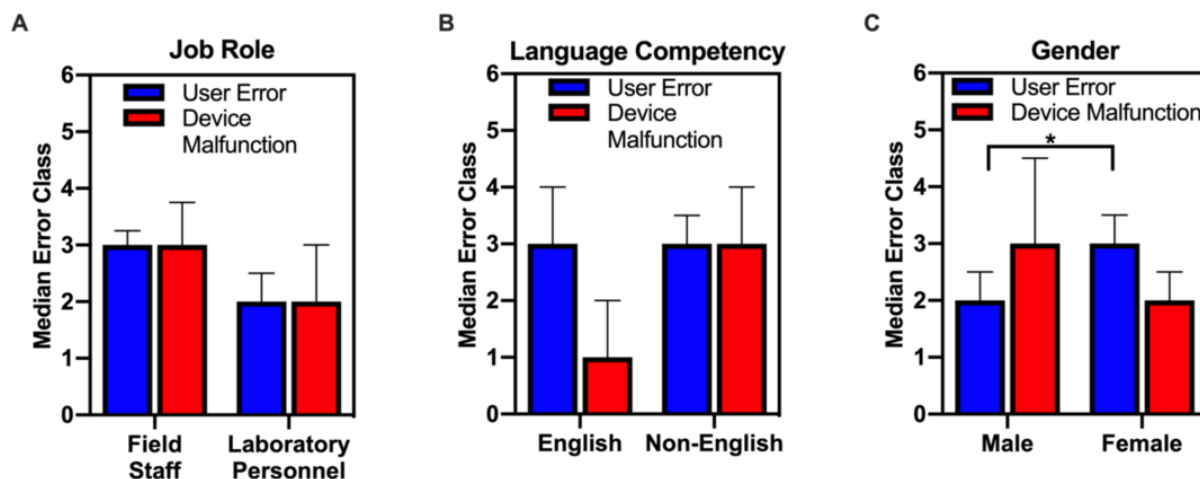 A
Job Role
User Error
Device
Malfunction
Median Error Class
6
5
4
3
2
1
0
Field
Staff
Laboratory
Personnel
B
Language Competency
User Error
Device
Malfunction
Median Error Class
6
5
4
3
2
1
0
English
Non-English
C
Gender
User Error
Device Malfunction
*
Median Error Class
6
5
4
3
2
1
0
Male
Female